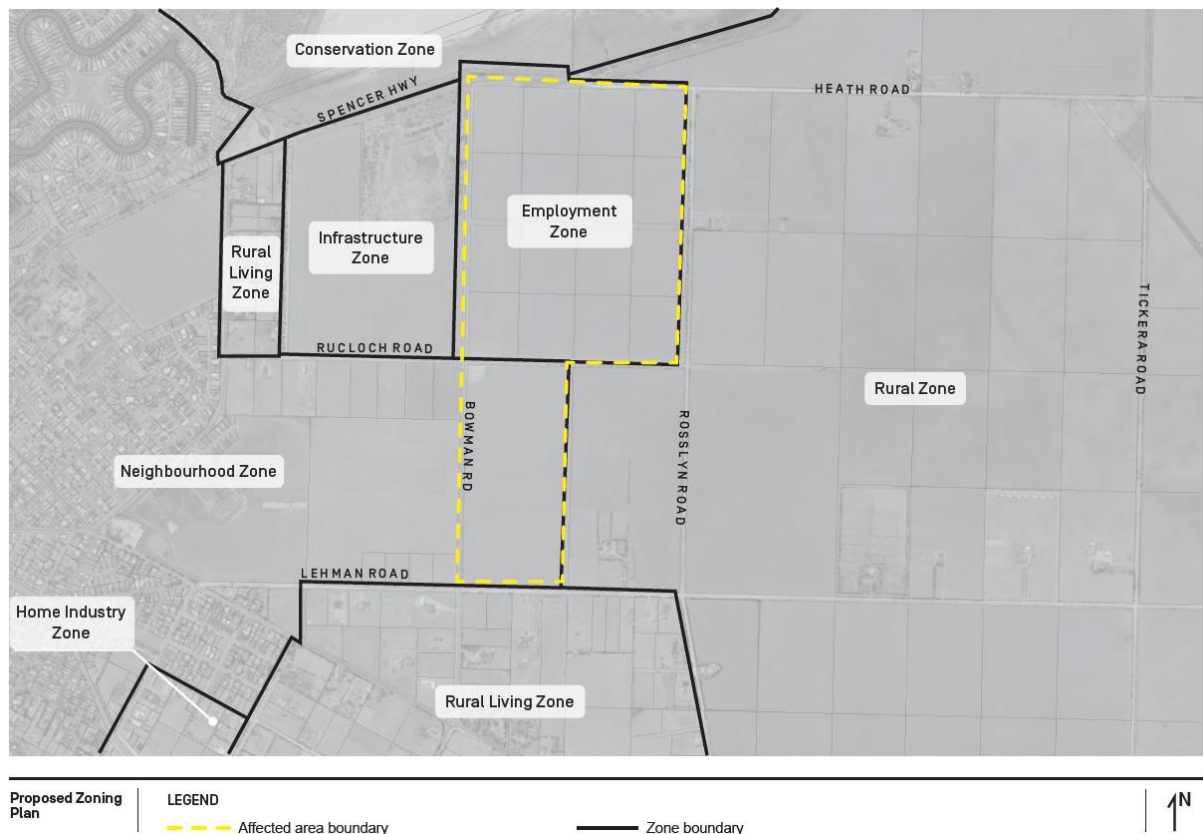 Conservation Zone
SPENCER HWY
HEATH ROAD
Employment
Zone
Infrastructure
Zone
Rural
Living
Zone
RUCLOCH ROAD
TICKERA ROAD
Rural Zone
BOWMAN RD
ROSSLYN ROAD
Neighbourhood Zone
LEHMAN ROAD
Home Industry
Zone
Rural Living Zone
Proposed Zoning
Plan
LEGEND
Affected area boundary
Zone boundary
N